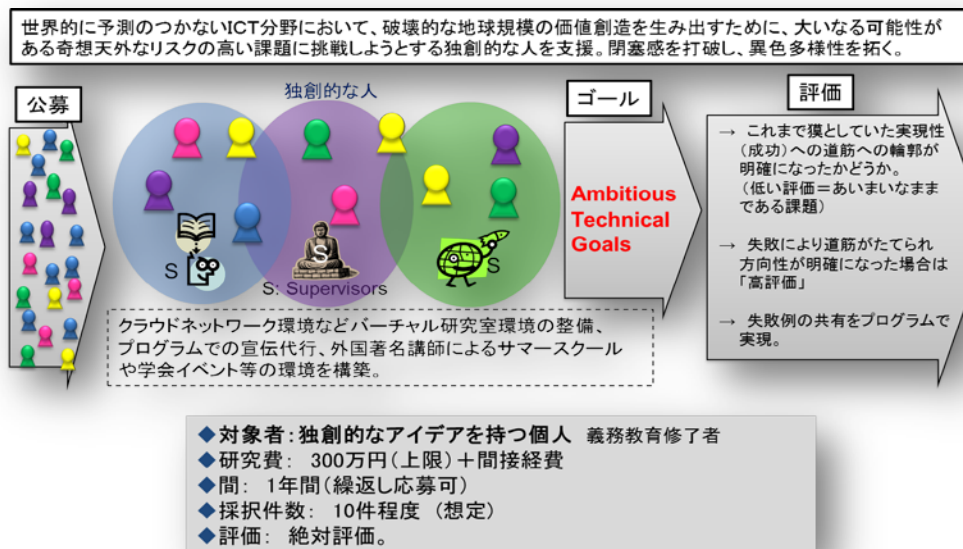 世界的に予測のつかないICT分野において、破壊的な地球規模の価値創造を生み出すために、大いなる可能性が
ある奇想天外なリスクの高い課題に挑戦しようとする独創的な人を支援。閉塞感を打破し、異色多様性を拓く。
公募
独創的な人
S
S
S
S: Supervisors
クラウドネットワーク環境などバーチャル研究室環境の整備、
プログラムでの宣伝代行、外国著名講師によるサマースクール
や学会イベント等の環境を構築。
ゴール
Ambitious
Technical
Goals
評価
→ これまで獏としていた実現性
（成功）への道筋への輪郭が
明確になったかどうか。
（低い評価＝あいまいなまま
である課題）
→ 失敗により道筋がたてられ
方向性が明確になった場合は
「高評価」
→ 失敗例の共有をプログラムで
実現。
◆対象者：独創的なアイデアを持つ個人 義務教育修了者
◆研究費： 300万円（上限）＋間接経費
◆間： 1年間（繰返し応募可）
◆採択件数： 10件程度 （想定）
◆評価： 絶対評価。